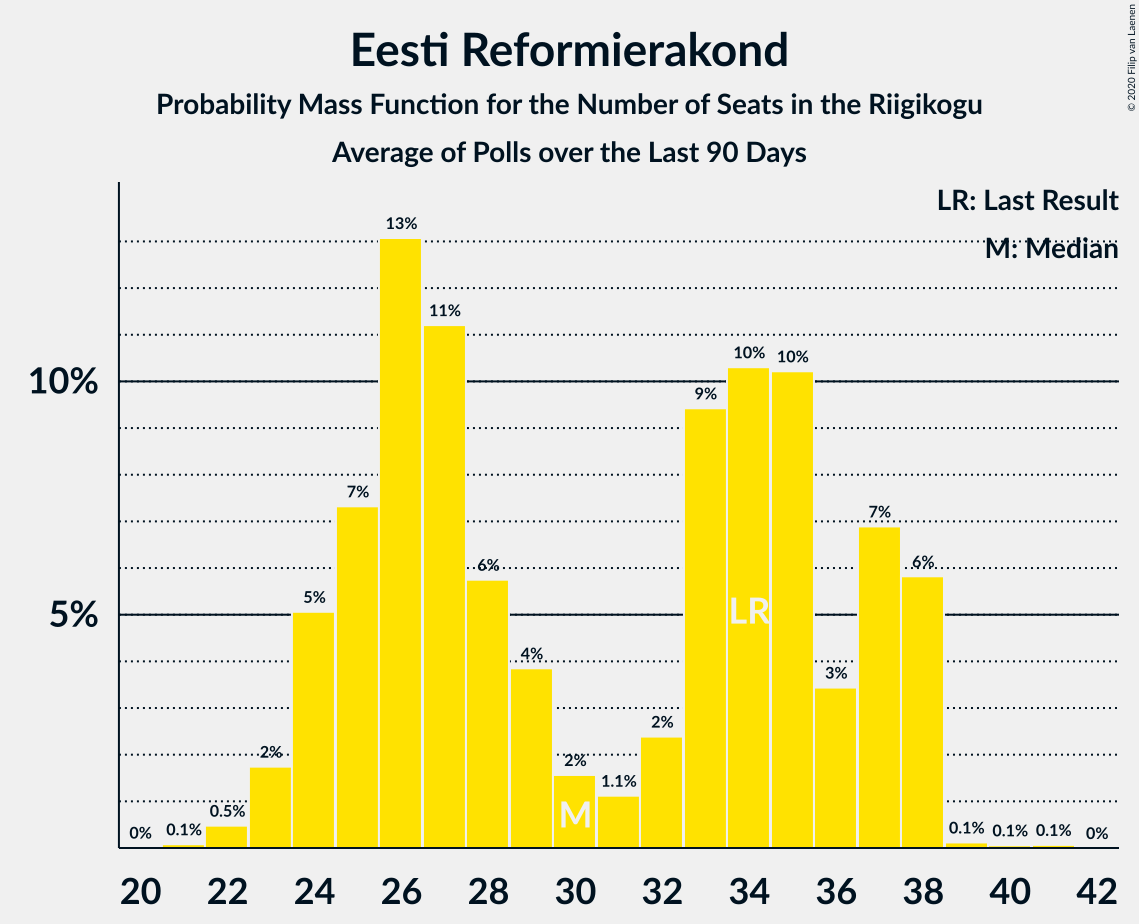 Eesti Reformierakond
Probability Mass Function for the Number of Seats in the Riigikogu
Average of Polls over the Last 90 Days
© 2020 Filip van Laenen
LR: Last Result
M: Median
10%
5%
0%
0.1%
0.5%
2%
5%
7%
13%
11%
6%
4%
2%
1.1%
2%
9%
10%
10%
3%
7%
6%
0.1%
0.1%
0.1%
0%
LR
M
20 22 24 26 28 30 32 34 36 38 40 42